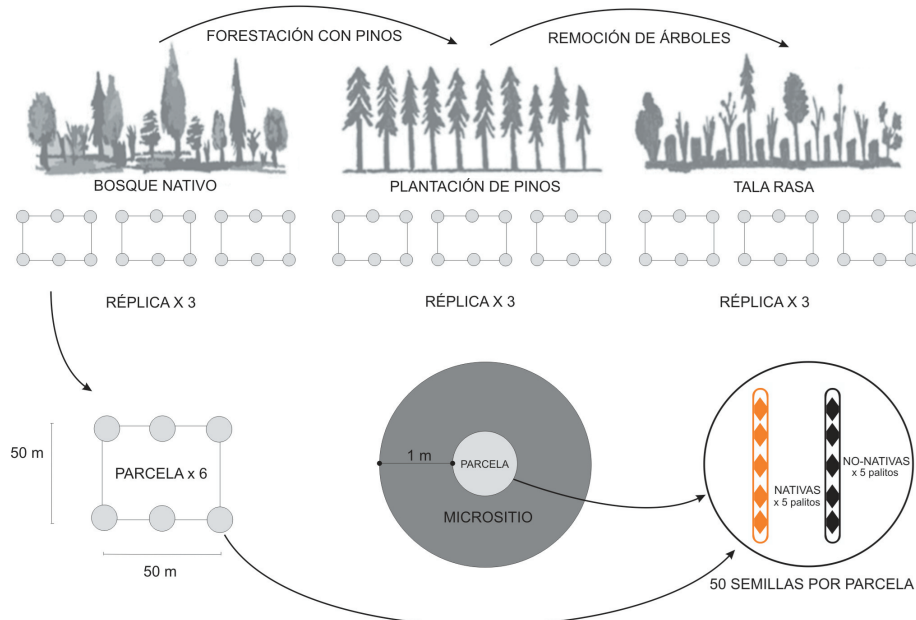 FORESTACIÓN CON PINOS
REMOCIÓN DE ÁRBOLES
BOSQUE NATIVO
PLANTACIÓN DE PINOS
TALA RASA
RÉPLICA X 3
RÉPLICA X 3
RÉPLICA X 3
50 m
PARCELA x 6
50 m
1 m
PARCELA
MICROSITIO
NATIVAS
x 5 palitos
NO-NATIVAS
x 5 palitos
50 SEMILLAS POR PARCELA